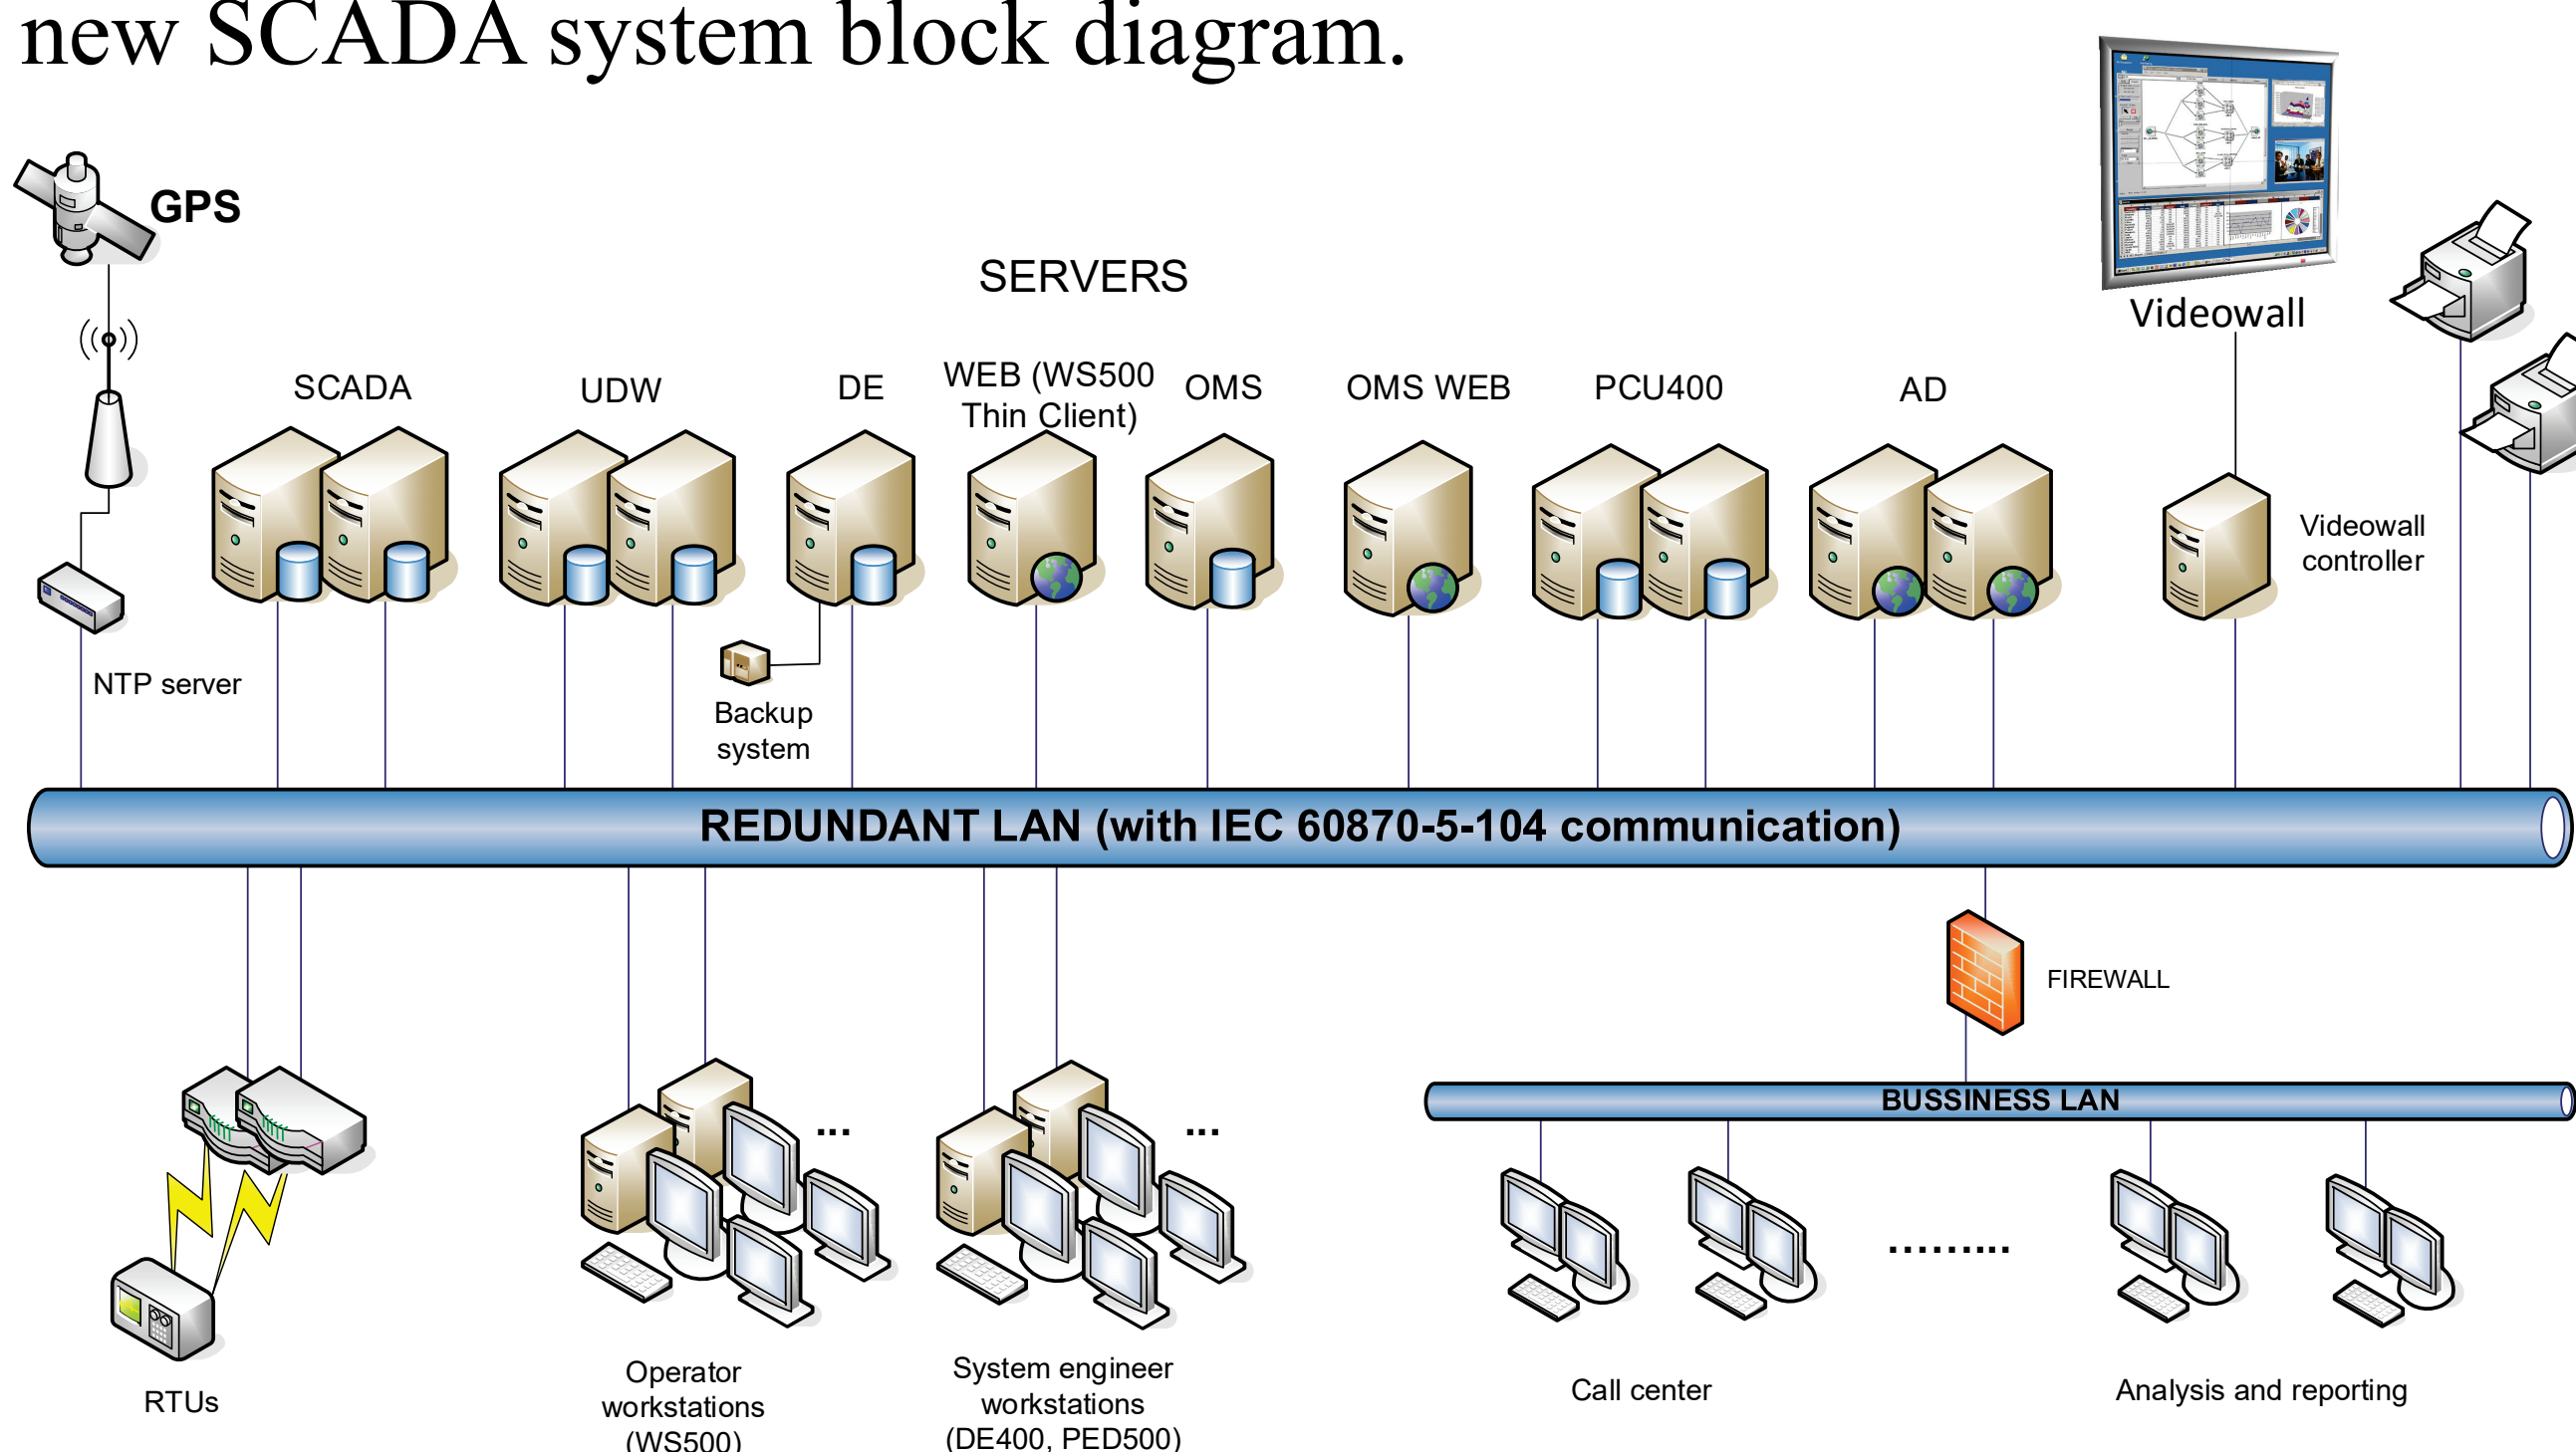 new SCADA system block diagram.
GPS
SERVERS
Videowall
SCADA
UDW
DE
WEB (WS500
Thin Client)
OMS
OMS WEB
PCU400
AD
Videowall
controller
NTP server
Backup
system
REDUNDANT LAN (with IEC 60870-5-104 communication)
FIREWALL
BUSSINESS LAN
...
...
.........
RTUs
Operator
workstations
(WS500)
System engineer
workstations
(DE400, PED500)
Call center
Analysis and reporting